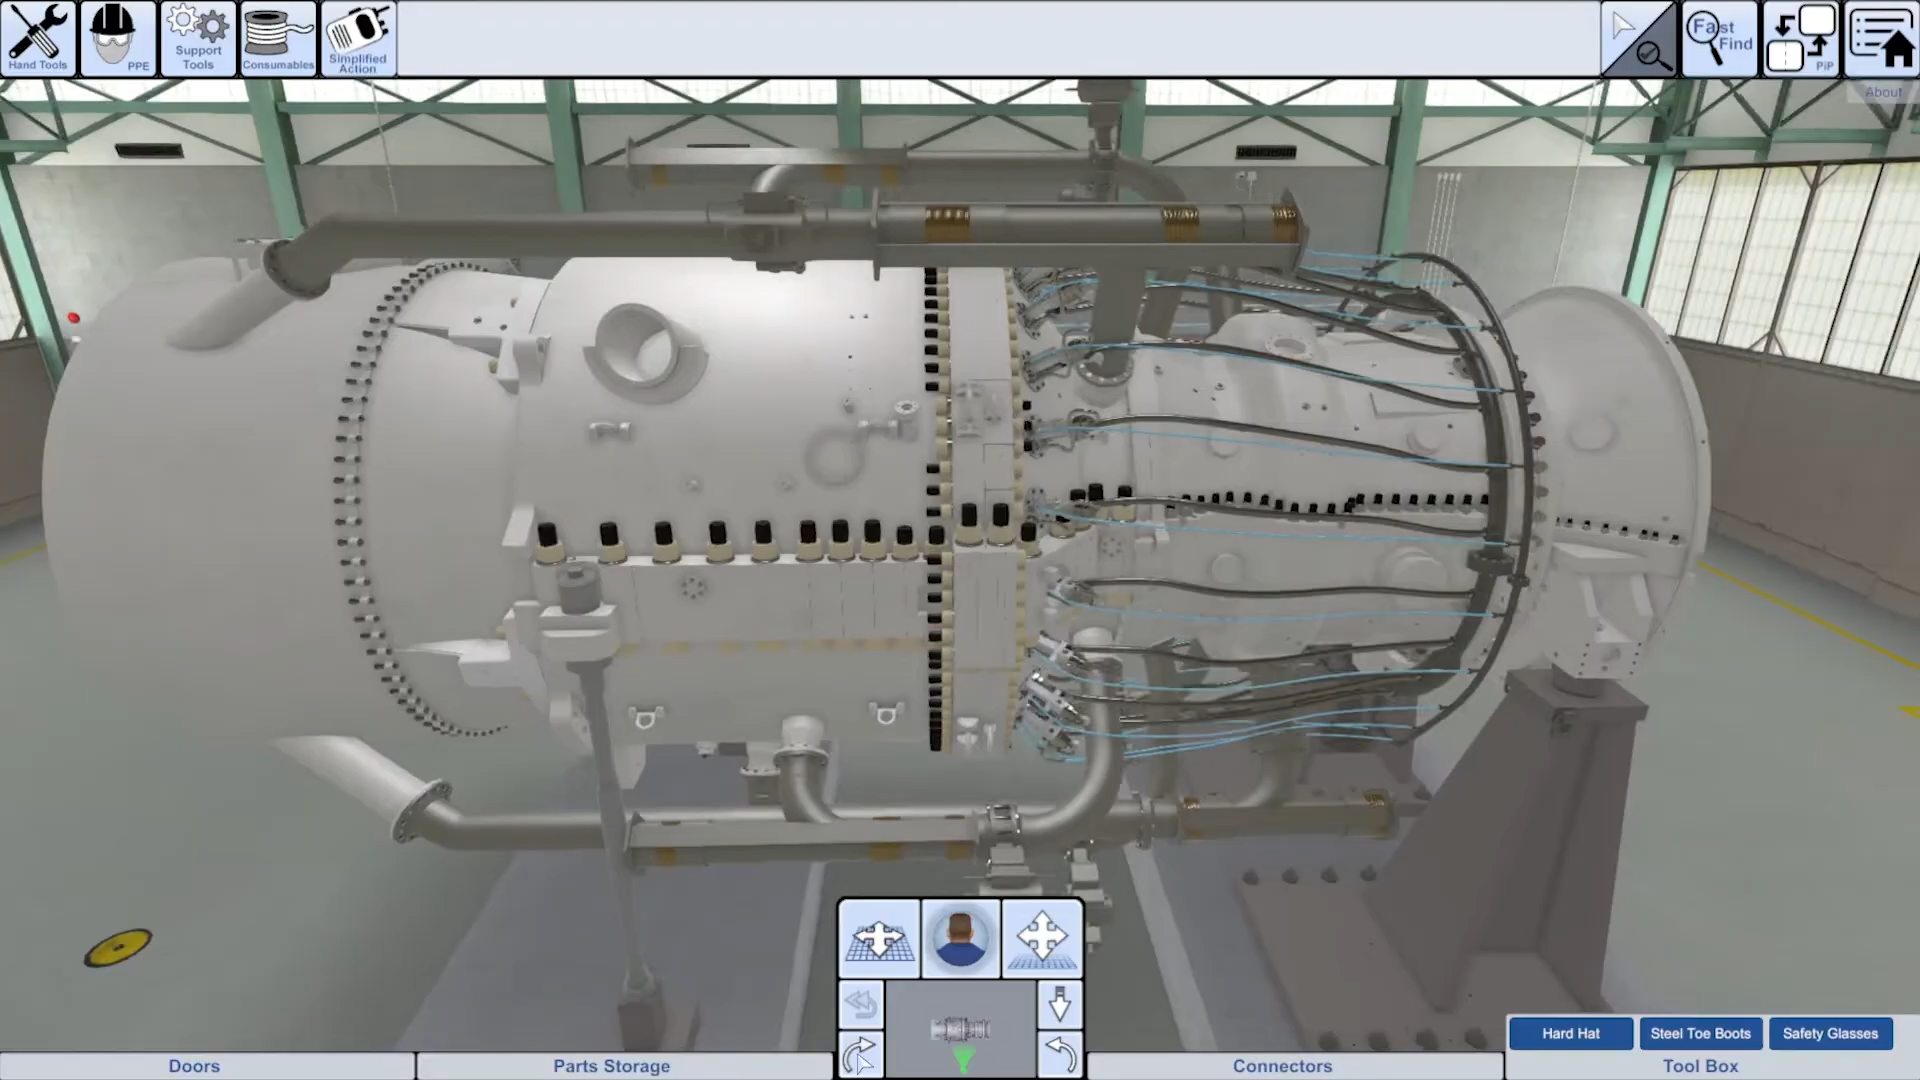 Hand Tools
PPE
Support
Tools
Consumables
Simplified
Action
Fast
Find
PiP
About
Hard Hat
Steel Toe Boots
Safety Glasses
Doors
Parts Storage
Connectors
Tool Box